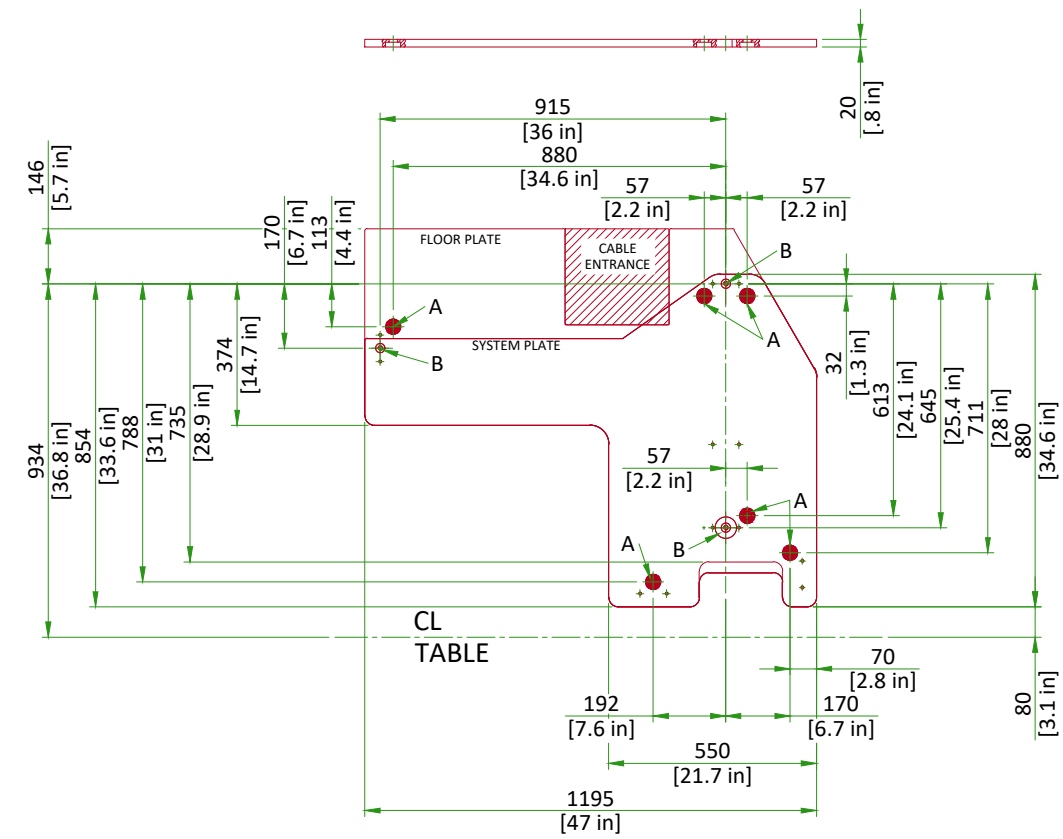 20
[.8 in]
915
[36 in]
880
[34.6 in]
57
[2.2 in]
57
[2.2 in]
146
[5.7 in]
170
[6.7 in]
113
[4.4 in]
FLOOR PLATE
CABLE
ENTRANCE
B
A
A
SYSTEM PLATE
B
374
[14.7 in]
32
[1.3 in]
613
[24.1 in]
645
[25.4 in]
711
[28 in]
880
[34.6 in]
934
[36.8 in]
854
[33.6 in]
788
[31 in]
735
[28.9 in]
57
[2.2 in]
A
A
B
CL
TABLE
70
[2.8 in]
80
[3.1 in]
192
[7.6 in]
170
[6.7 in]
550
[21.7 in]
1195
[47 in]